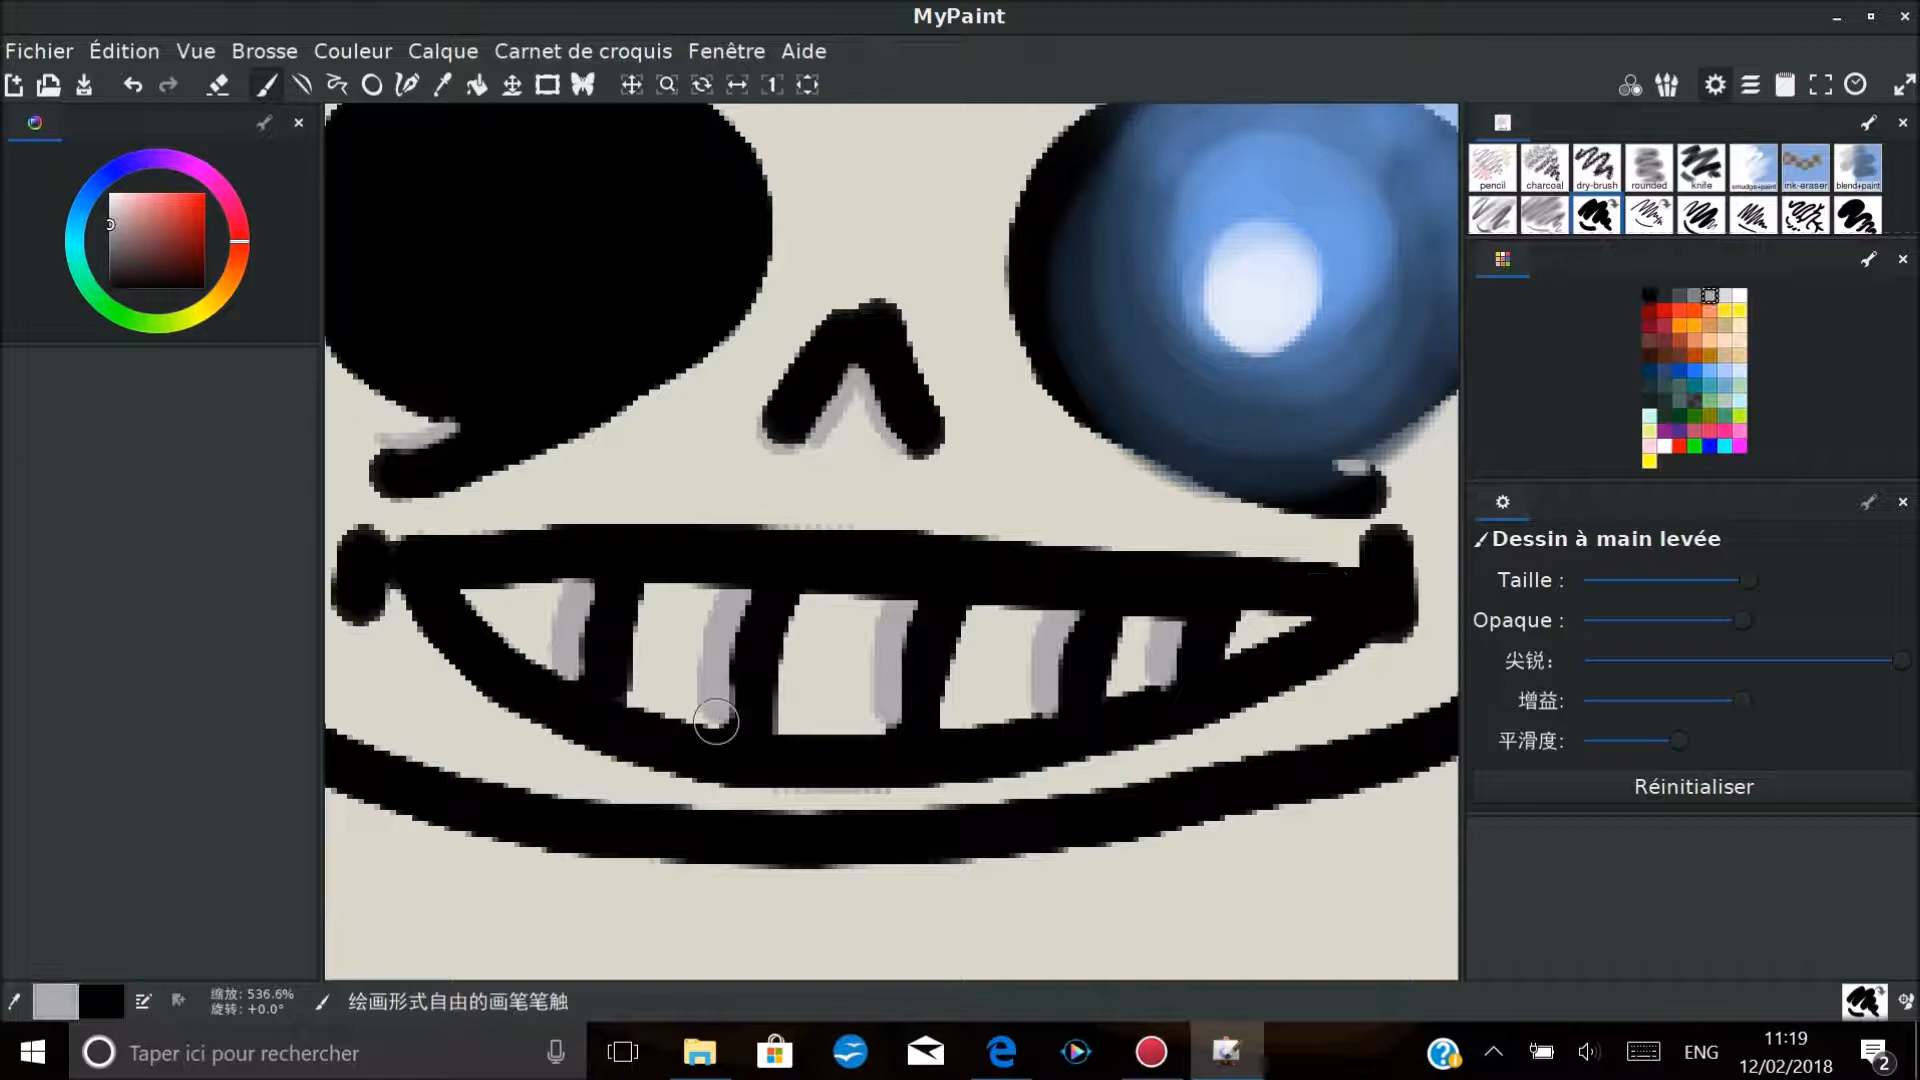 MyPaint
Fichier Édition Vue Brosse Couleur Calque Carnet de croquis Fenêtre Aide
pencil charcoal dry-brush rounded knife smudge+paint ink-eraser blend+paint
Dessin à main levée
Taille :
Opaque :
尖锐：
增益:
平滑度:
Réinitialiser
缩放: 536.6%
旋转: +0.0°
绘画形式自由的画笔笔触
Taper ici pour rechercher
ENG
11:19
12/02/2018
2